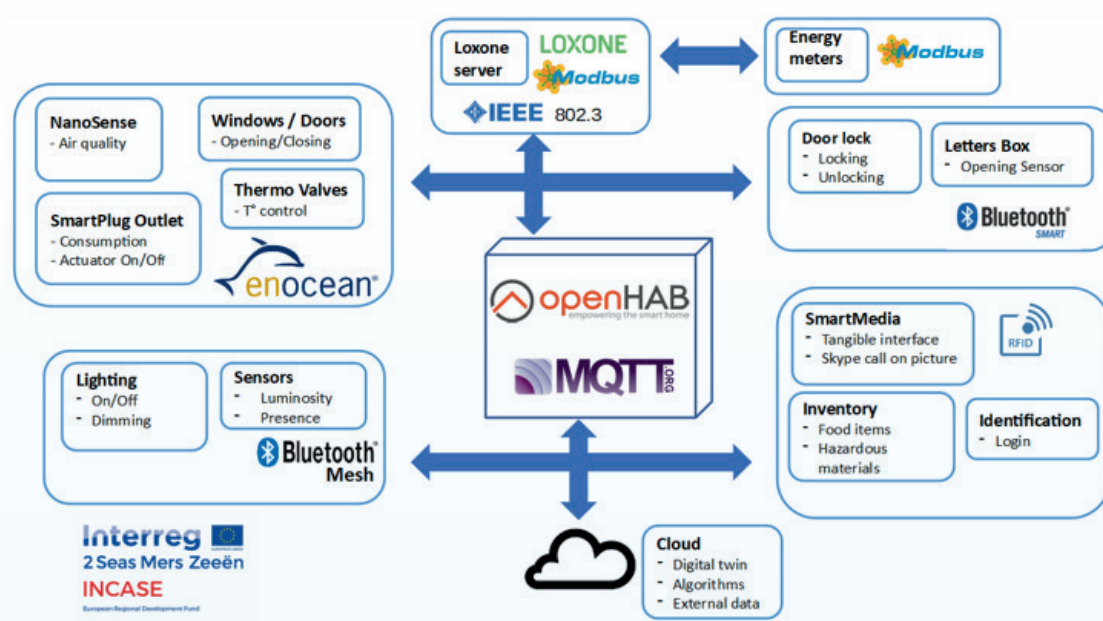 Loxone
server
LOXONE
Modbus
IEEE 802.3
Energy
meters
Modbus
NanoSense
- Air quality
Windows / Doors
- Opening/Closing
Thermo Valves
- T° control
SmartPlug Outlet
- Consumption
- Actuator On/Off
enocean®
Door lock
- Locking
- Unlocking
Letters Box
- Opening Sensor
Bluetooth®
SMART
openHAB
empowering the smart home
MQTT.ORG
SmartMedia
- Tangible interface
- Skype call on picture
RFID
Inventory
- Food items
- Hazardous
materials
Identification
- Login
Lighting
- On/Off
- Dimming
Sensors
- Luminosity
- Presence
Bluetooth®
Mesh
Cloud
- Digital twin
- Algorithms
- External data
Interreg
2 Seas Mers Zeeën
INCASE
European Regional Development Fund